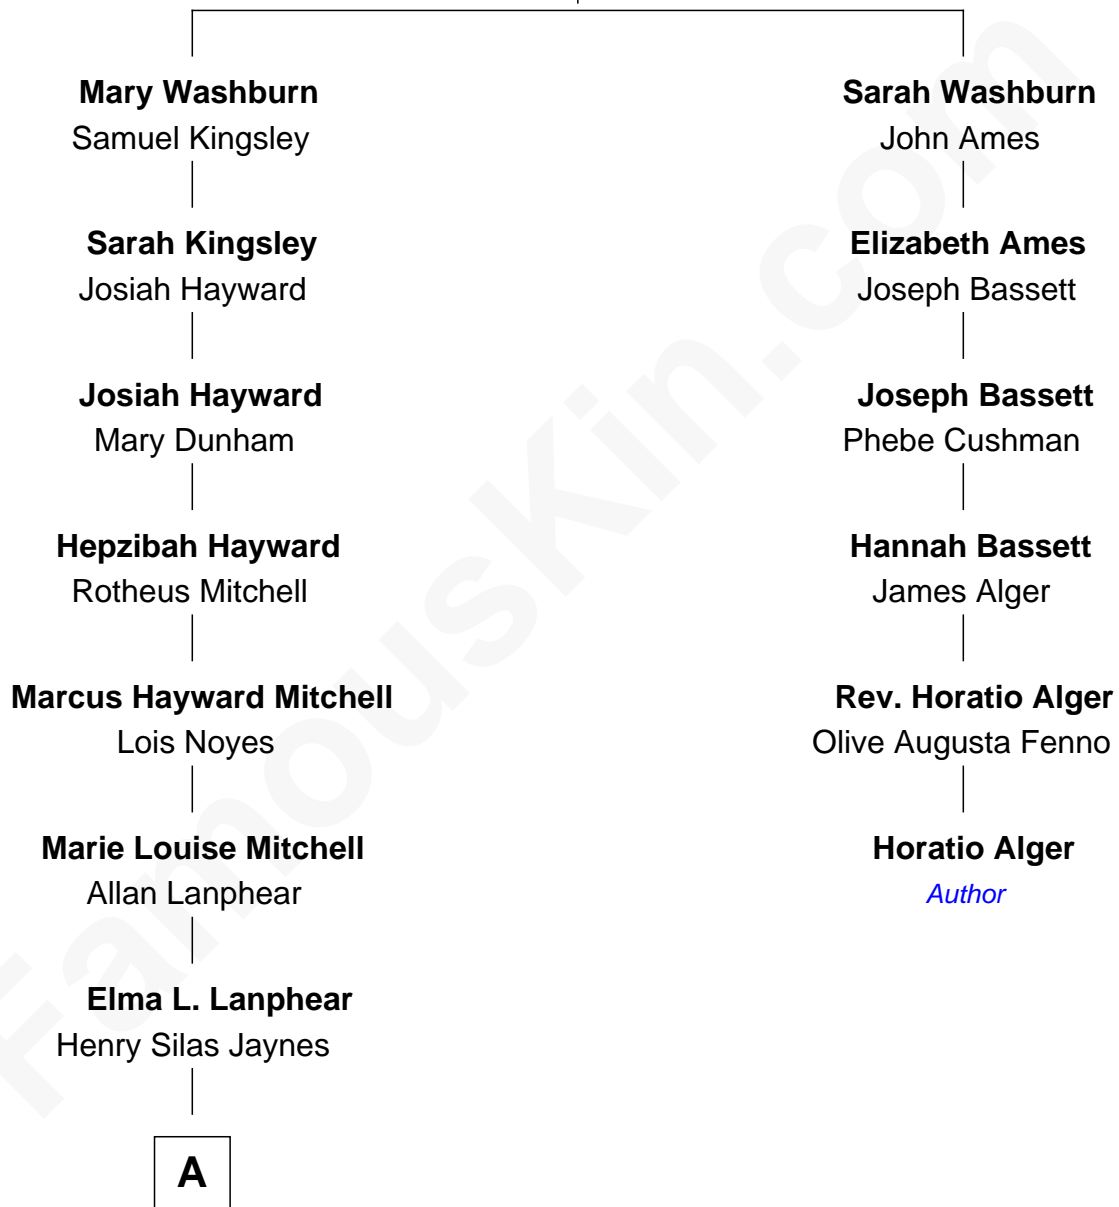 Mary Washburn
Samuel Kingsley
Sarah Kingsley
Josiah Hayward
Josiah Hayward
Mary Dunham
Hepzibah Hayward
Rotheus Mitchell
Marcus Hayward Mitchell
Lois Noyes
Marie Louise Mitchell
Allan Lanphear
Elma L. Lanphear
Henry Silas Jaynes
A
Sarah Washburn
John Ames
Elizabeth Ames
Joseph Bassett
Joseph Bassett
Phebe Cushman
Hannah Bassett
James Alger
Rev. Horatio Alger
Olive Augusta Fenno
Horatio Alger
Author
FamousKin.com